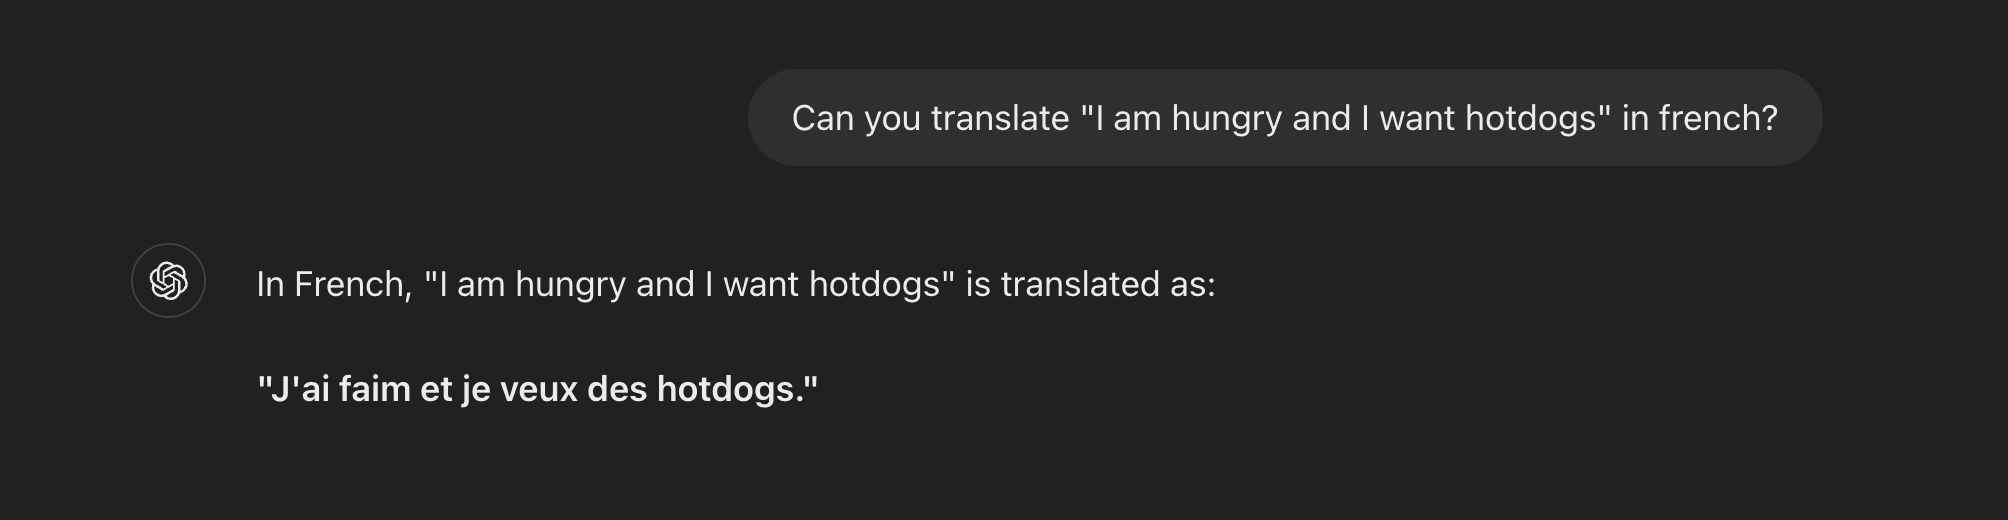 Can you translate "I am hungry and I want hotdogs" in french?
In French, "I am hungry and I want hotdogs" is translated as:
"J'ai faim et je veux des hotdogs."